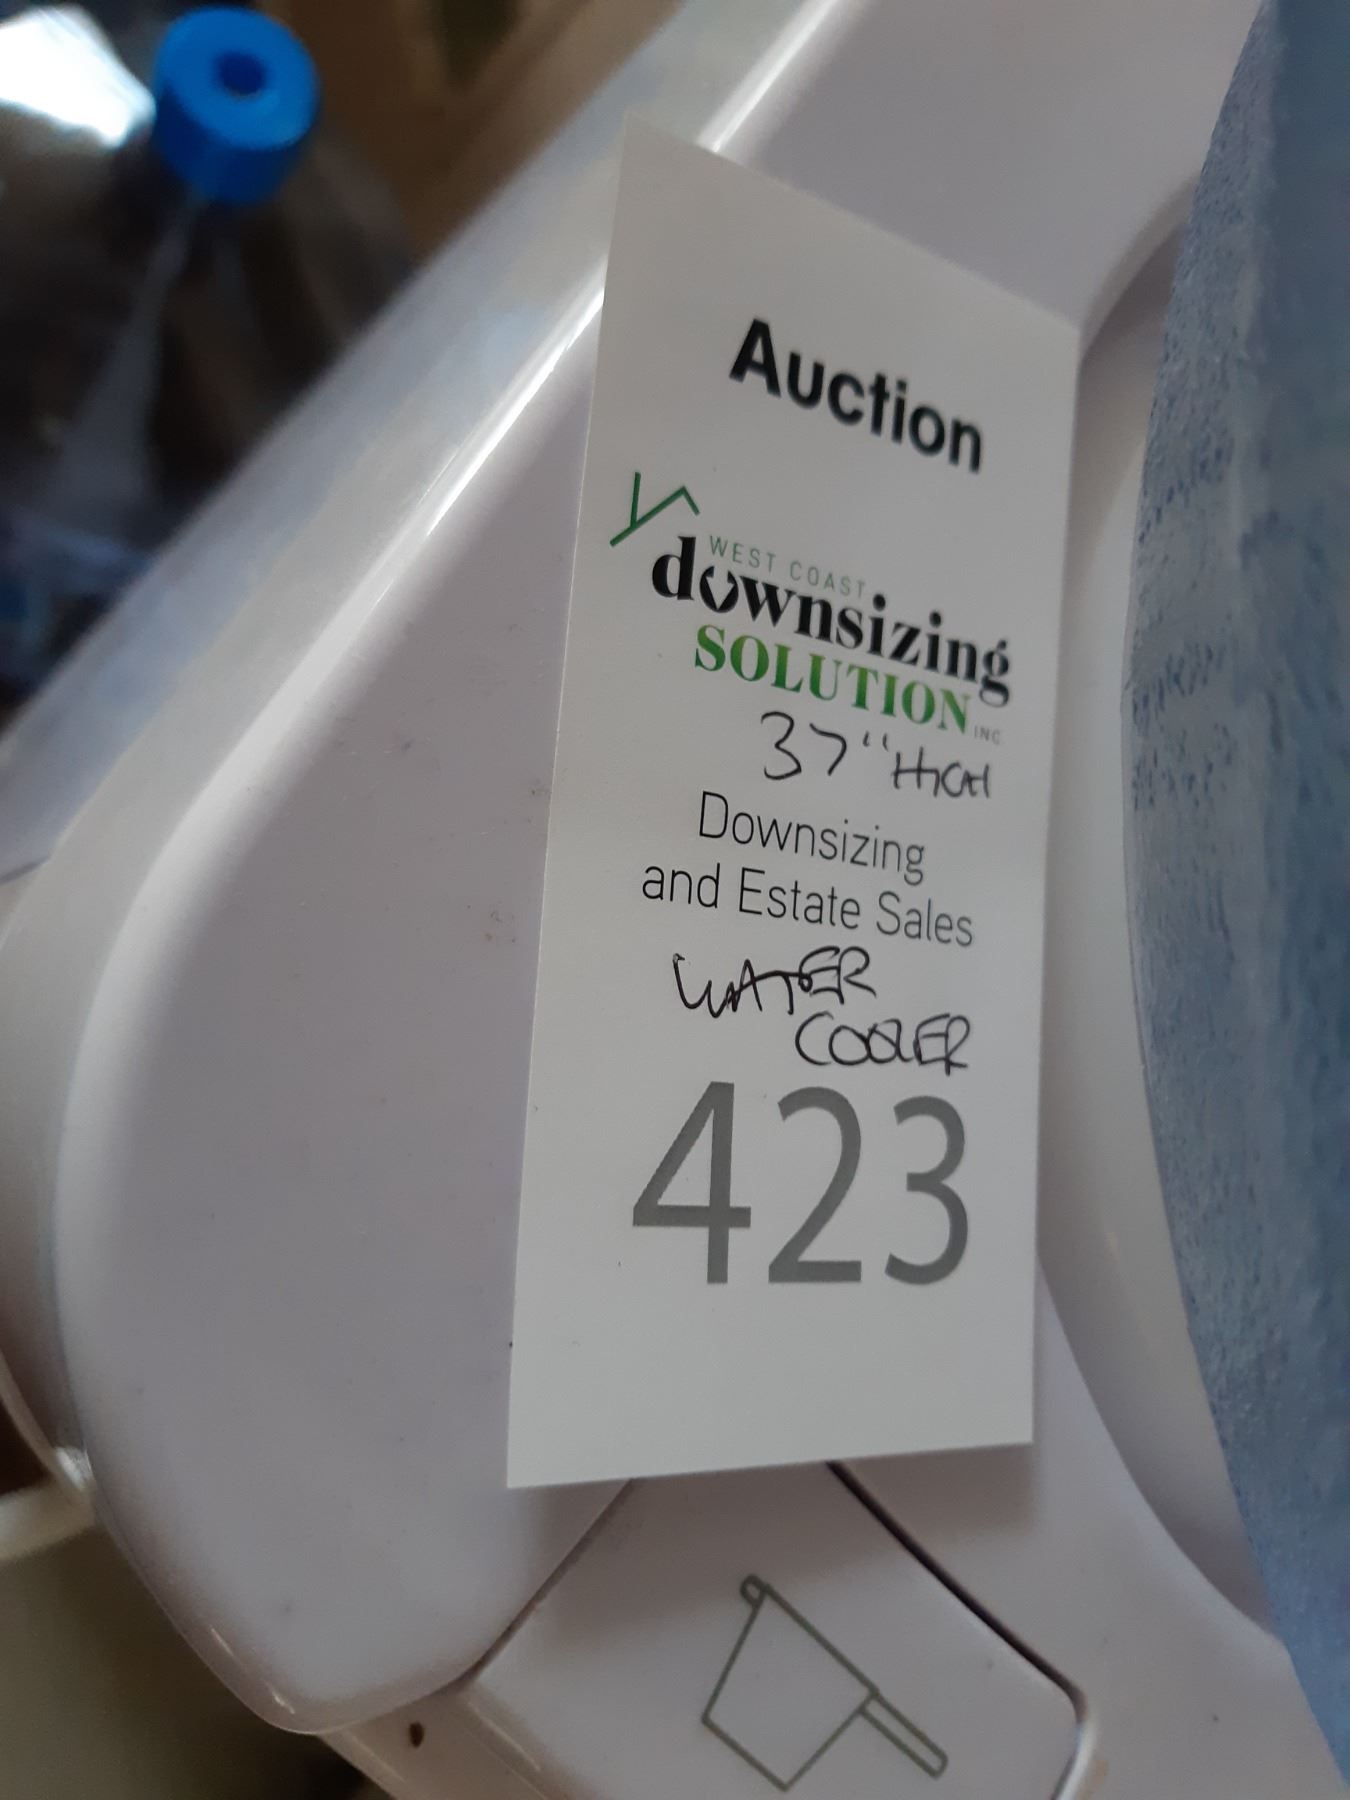 Auction
WEST COAST
downsizing
SOLUTION INC
37" HIGH
Downsizing
and Estate Sales
WATER
COOLER
423